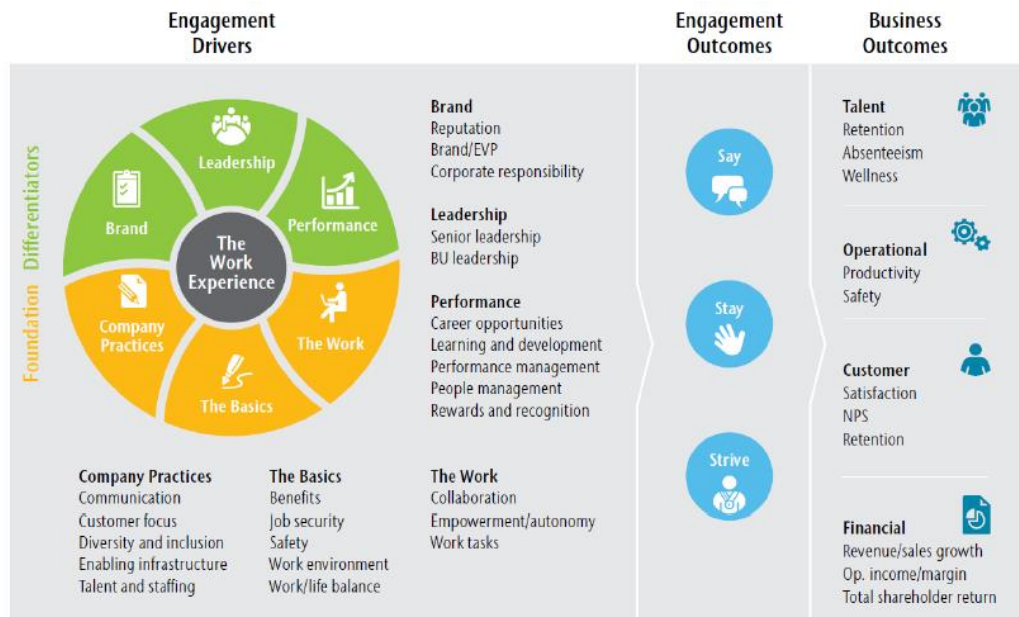 Engagement
Drivers
Engagement
Outcomes
Business
Outcomes
Differentiators
Foundation
Leadership
Brand
Performance
The
Work
Experience
Company
Practices
The Work
The Basics
Brand
Reputation
Brand/EVP
Corporate responsibility
Leadership
Senior leadership
BU leadership
Performance
Career opportunities
Learning and development
Performance management
People management
Rewards and recognition
Company Practices
Communication
Customer focus
Diversity and inclusion
Enabling infrastructure
Talent and staffing
The Basics
Benefits
Job security
Safety
Work environment
Work/life balance
The Work
Collaboration
Empowerment/autonomy
Work tasks
Say
Stay
Strive
Talent
Retention
Absenteeism
Wellness
Operational
Productivity
Safety
Customer
Satisfaction
NPS
Retention
Financial
Revenue/sales growth
Op. income/margin
Total shareholder return